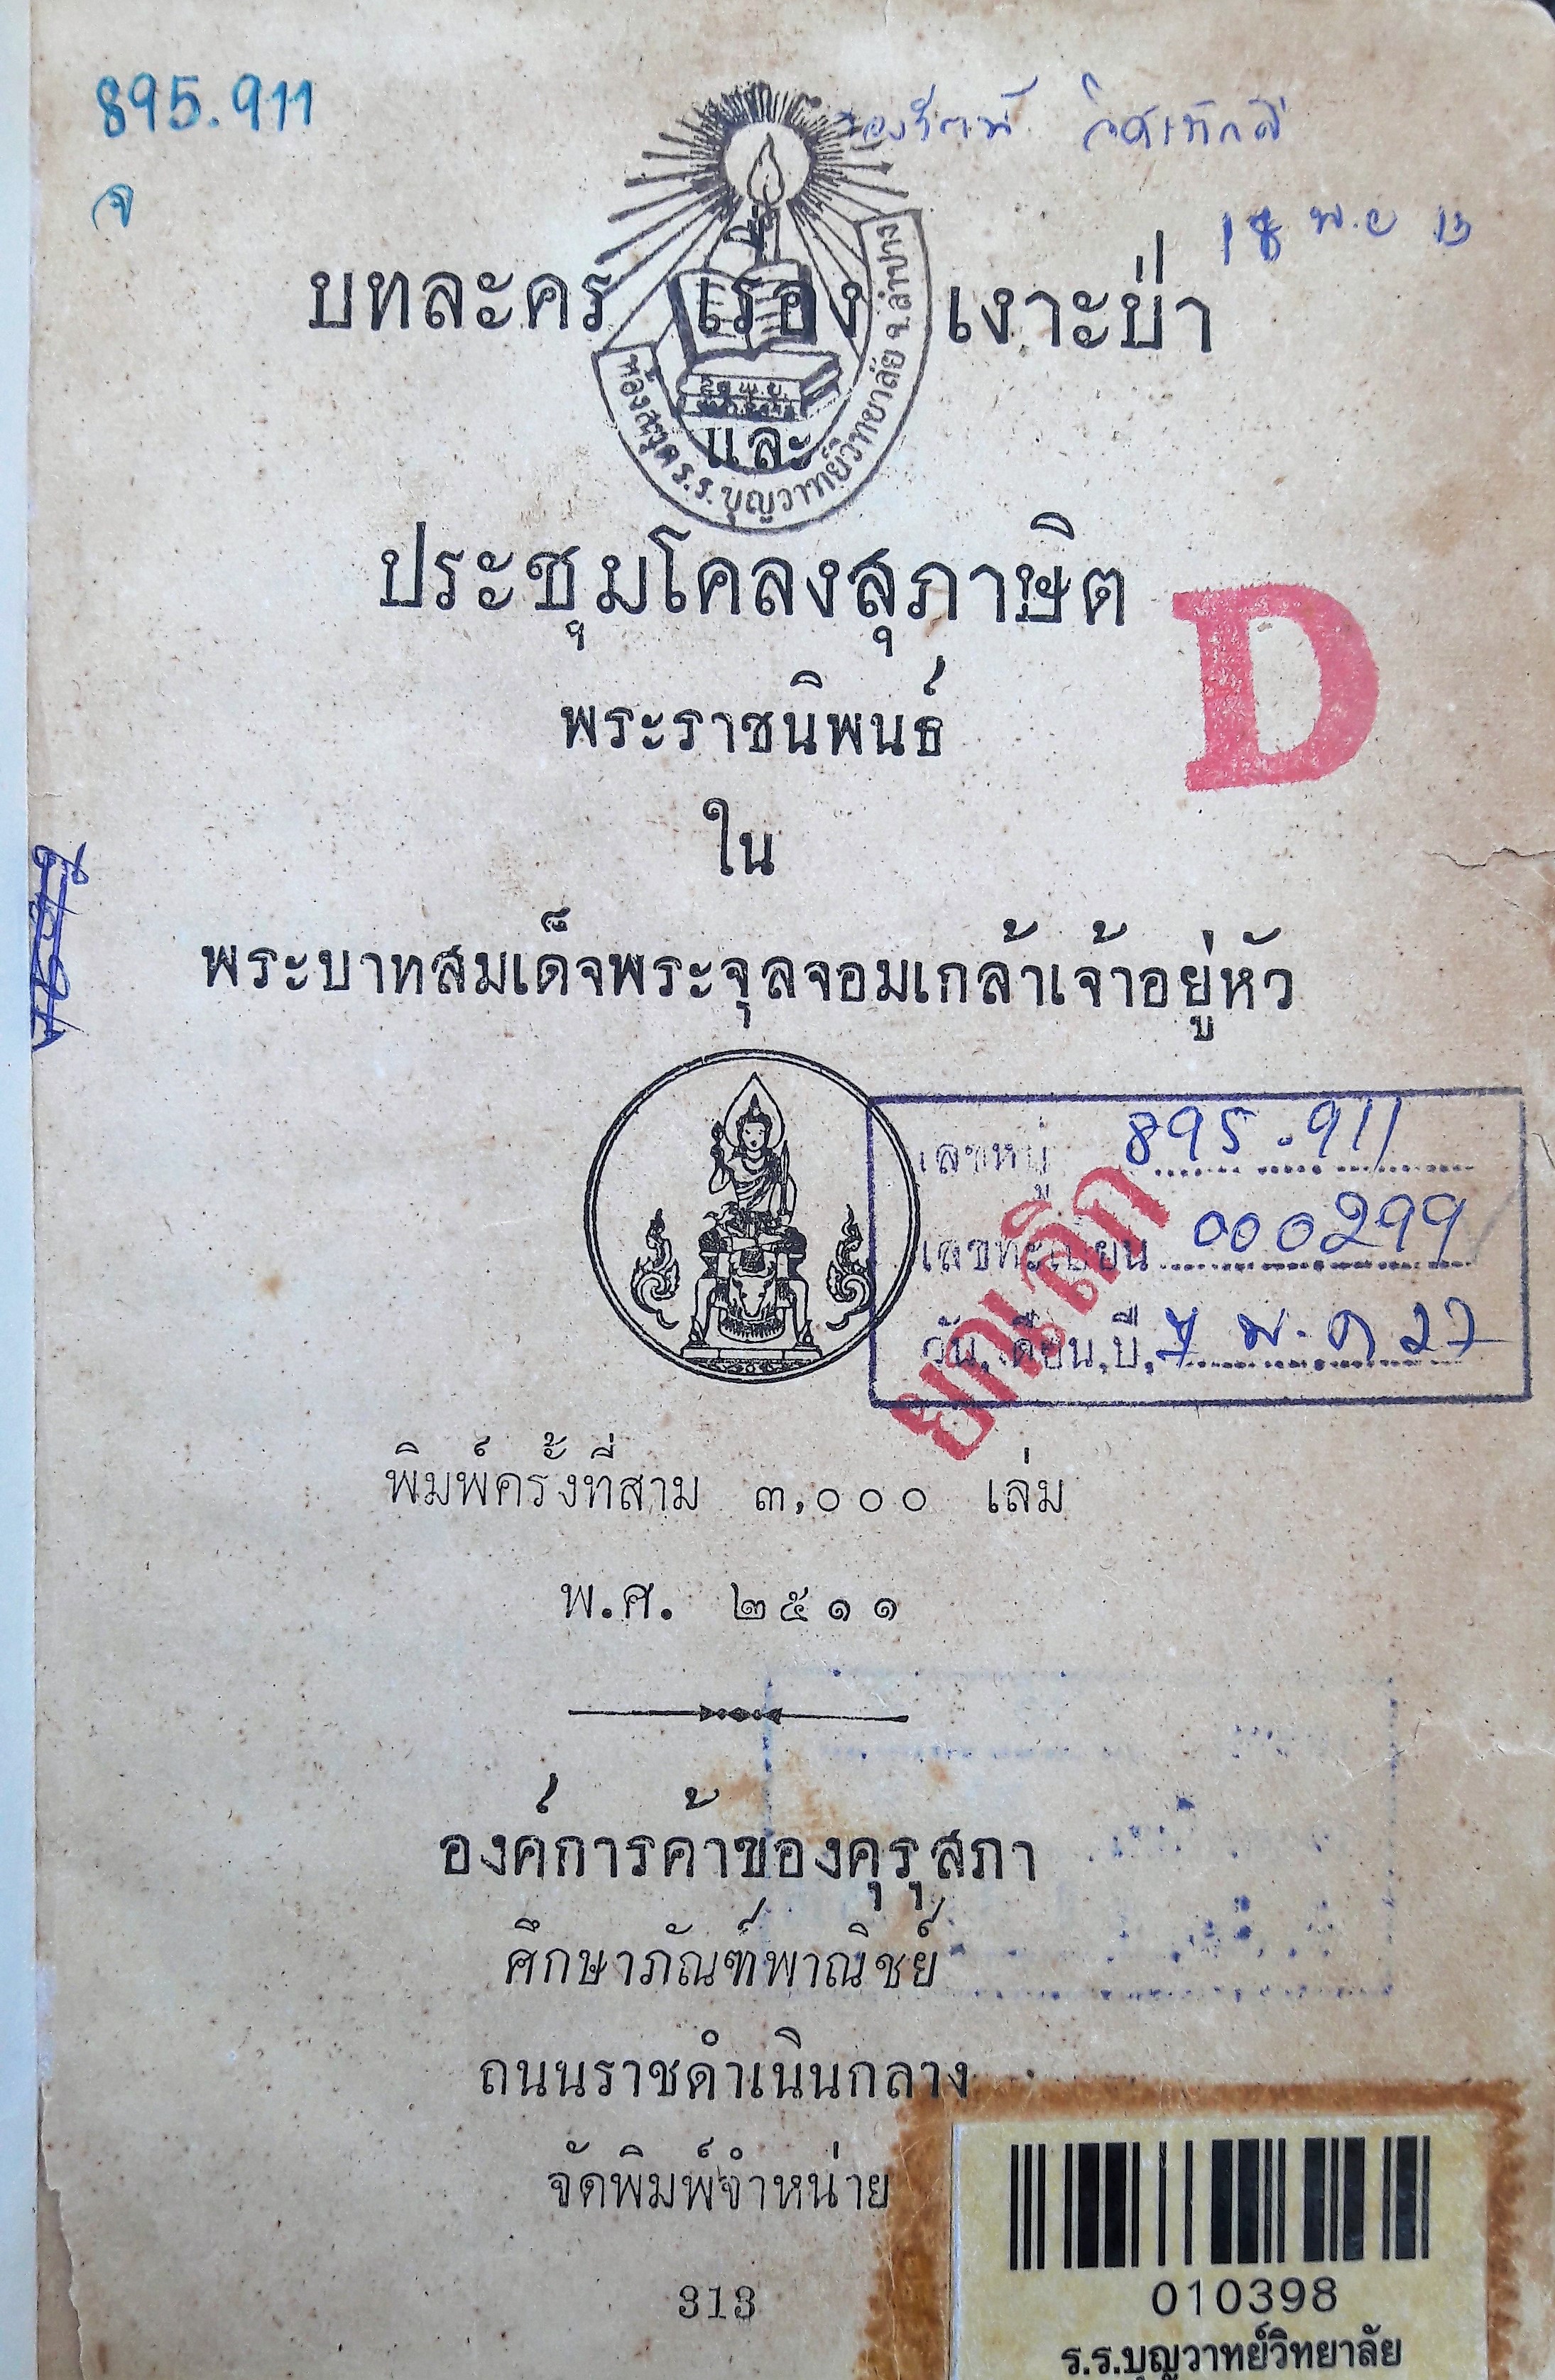 895.911
จ
18 พ.ย 13
บทละคร เรื่อง เงาะป่า
ห้องสมุด ร.ร. บุญวาทย์วิทยาลัย จ.ลำปาง
และ
ประชุมโคลงสุภาษิต
D
พระราชนิพนธ์
ใน
พระบาทสมเด็จพระจุลจอมเกล้าเจ้าอยู่หัว
เลขหมู่ 895.911
เลขทะเบียน 000299
วัน, เดือน, ปี, 7 ม.ค 27
ยกเลิก
พิมพ์ครั้งที่สาม ๓,๐๐๐ เล่ม
พ.ศ. ๒๕๑๑
องค์การค้าของคุรุสภา
ศึกษาภัณฑ์พาณิชย์
ถนนราชดำเนินกลาง
จัดพิมพ์จำหน่าย
313
010398
ร.ร.บุญวาทย์วิทยาลัย